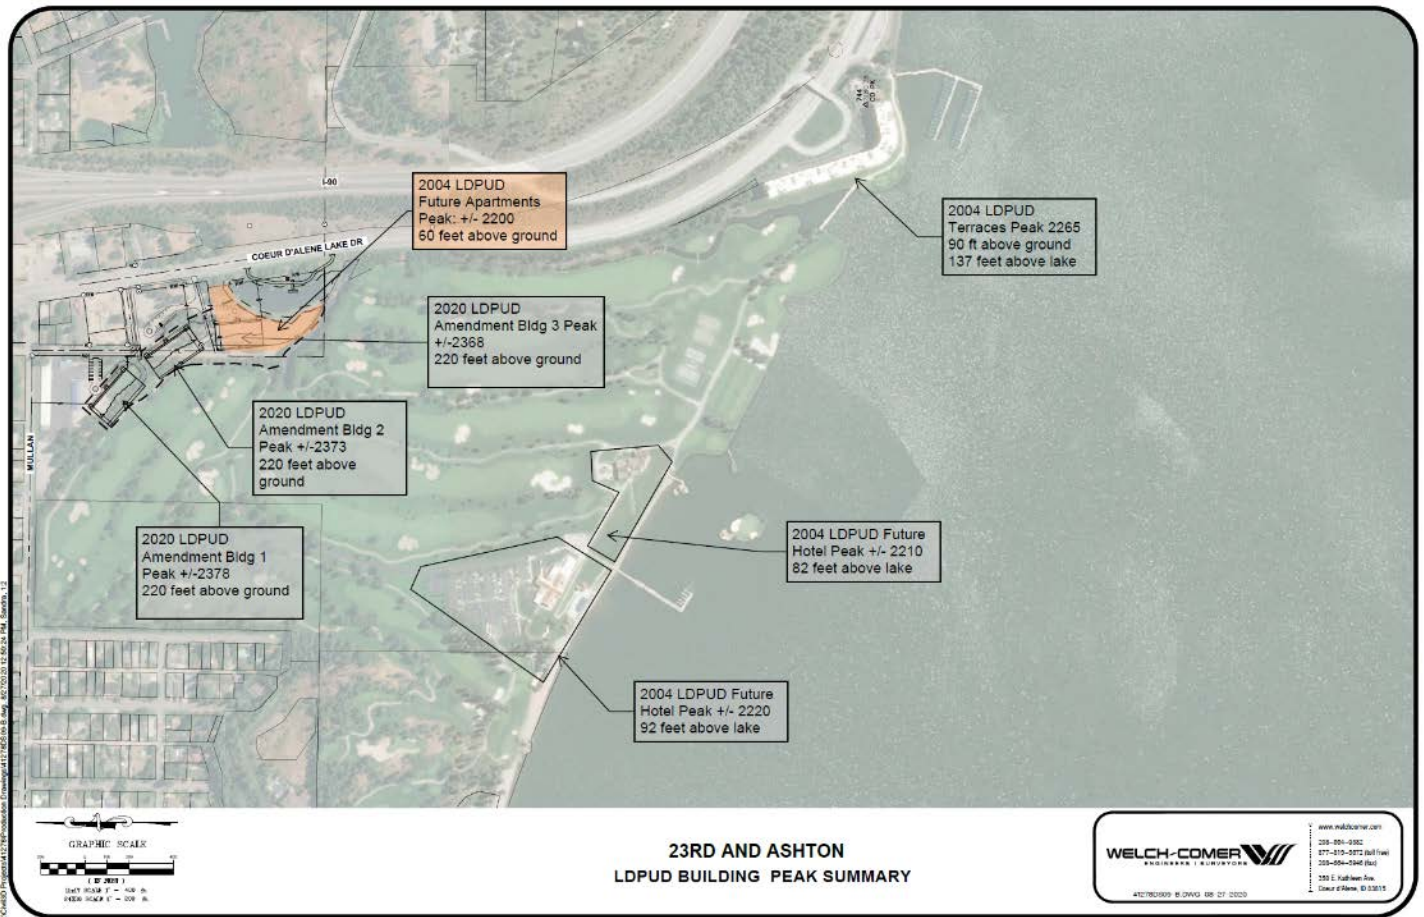 I-90
COEUR D'ALENE LAKE DR
MULLAN
2004 LDPUD
Future Apartments
Peak: +/- 2200
60 feet above ground
2004 LDPUD
Terraces Peak 2265
90 ft above ground
137 feet above lake
2020 LDPUD
Amendment Bldg 3 Peak
+/-2368
220 feet above ground
2020 LDPUD
Amendment Bldg 2
Peak +/-2373
220 feet above
ground
2020 LDPUD
Amendment Bldg 1
Peak +/-2378
220 feet above ground
2004 LDPUD Future
Hotel Peak +/- 2210
82 feet above lake
2004 LDPUD Future
Hotel Peak +/- 2220
92 feet above lake
GRAPHIC SCALE
( IN FEET )
23RD AND ASHTON
LDPUD BUILDING PEAK SUMMARY
WELCH-COMER
ENGINEERS | SURVEYORS
www.welchcomer.com
350 E. Kathleen Ave.
Coeur d'Alene, ID 83815